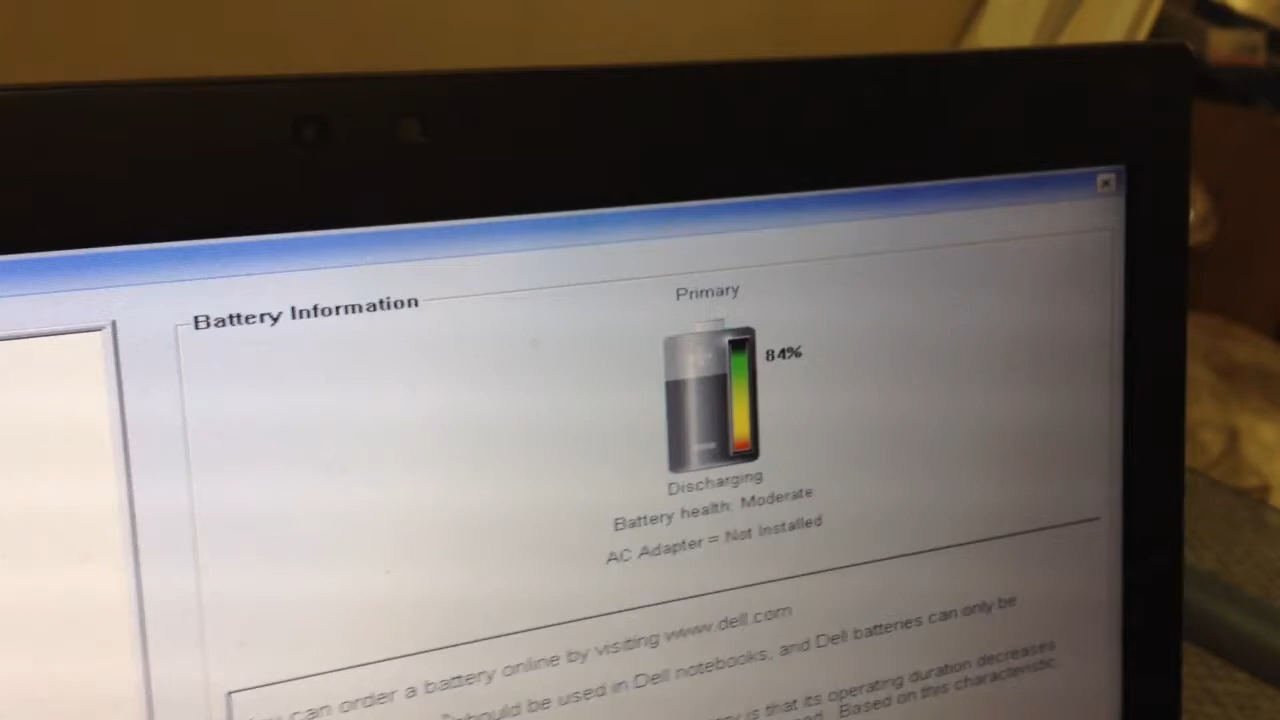 Battery Information
Primary
84%
Discharging
Battery health: Moderate
AC Adapter = Not Installed
can order a battery online by visiting www.dell.com
should be used in Dell notebooks, and Dell batteries can only be
is that its operating duration decreases
Based on this characteristic